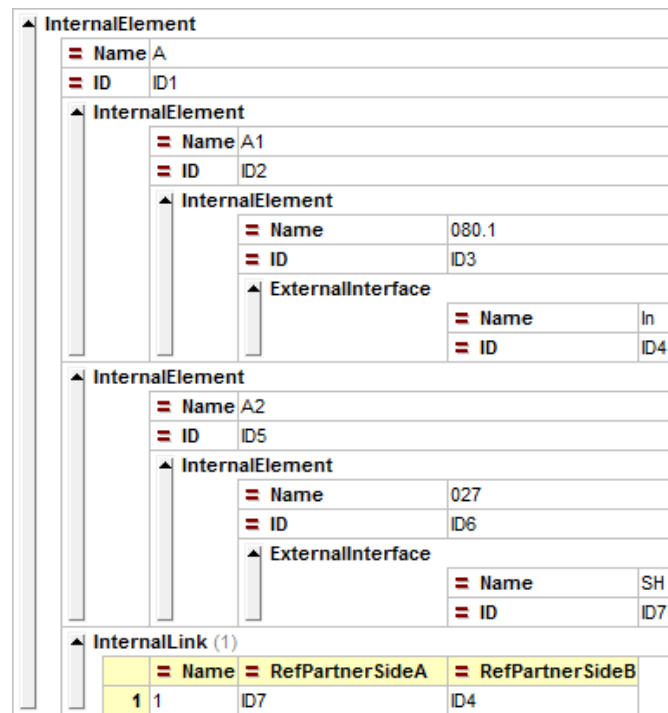 InternalElement
= Name A
= ID ID1
InternalElement
= Name A1
= ID ID2
InternalElement
= Name 080.1
= ID ID3
ExternalInterface
= Name In
= ID ID4
InternalElement
= Name A2
= ID ID5
InternalElement
= Name 027
= ID ID6
ExternalInterface
= Name SH
= ID ID7
InternalLink (1)
= Name = RefPartnerSideA = RefPartnerSideB
1 1 ID7 ID4